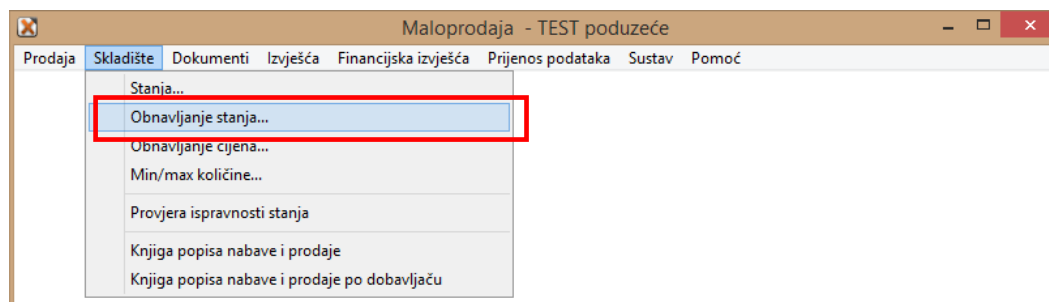 Maloprodaja - TEST poduzeće
Prodaja Skladište Dokumenti Izvješća Financijska izvješća Prijenos podataka Sustav Pomoć
Stanja...
Obnavljanje stanja...
Obnavljanje cijena...
Min/max količine...
Provjera ispravnosti stanja
Knjiga popisa nabave i prodaje
Knjiga popisa nabave i prodaje po dobavljaču